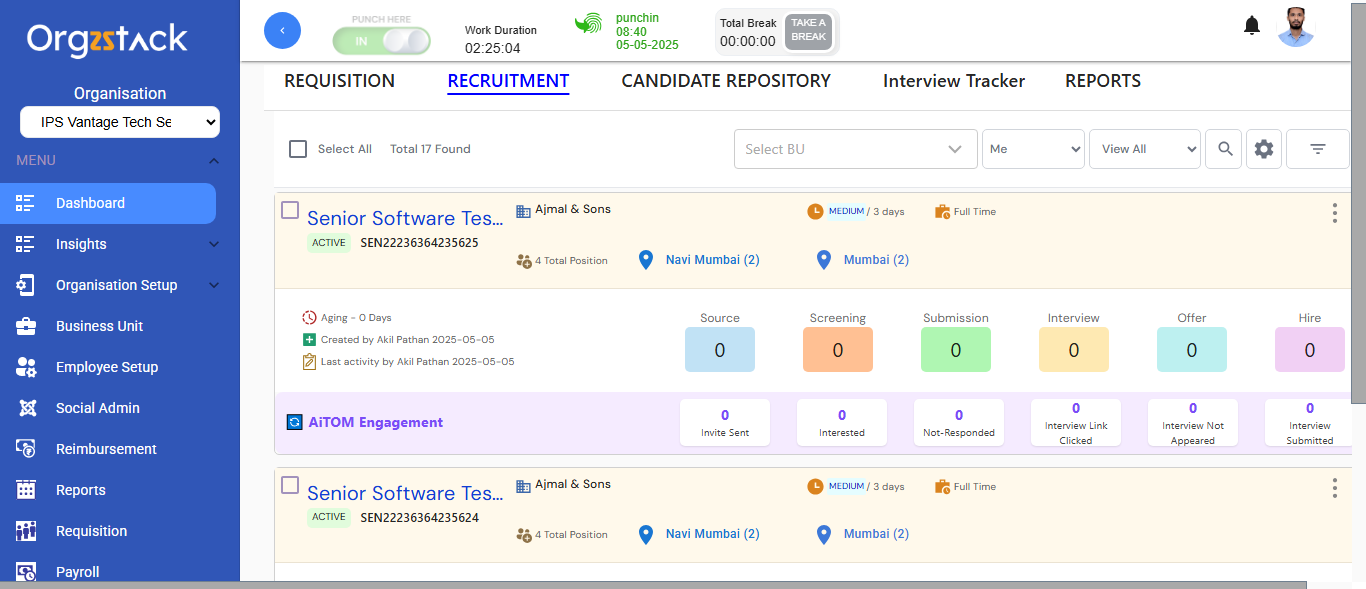 Orgzstack
Organisation
IPS Vantage Tech Se
MENU
Dashboard
Insights
Organisation Setup
Business Unit
Employee Setup
Social Admin
Reimbursement
Reports
Requisition
Payroll
PUNCH HERE
IN
Work Duration
02:25:04
punchin
08:40
05-05-2025
Total Break
00:00:00
TAKE A
BREAK
REQUISITION
RECRUITMENT
CANDIDATE REPOSITORY
Interview Tracker
REPORTS
Select All
Total 17 Found
Select BU
Me
View All
Senior Software Tes...
ACTIVE SEN22236364235625
Ajmal & Sons
MEDIUM / 3 days
Full Time
4 Total Position
Navi Mumbai (2)
Mumbai (2)
Aging - 0 Days
Created by Akil Pathan 2025-05-05
Last activity by Akil Pathan 2025-05-05
Source
0
Screening
0
Submission
0
Interview
0
Offer
0
Hire
0
AiTOM Engagement
0
Invite Sent
0
Interested
0
Not-Responded
0
Interview Link
Clicked
0
Interview Not
Appeared
0
Interview
Submitted
Senior Software Tes...
ACTIVE SEN22236364235624
Ajmal & Sons
MEDIUM / 3 days
Full Time
4 Total Position
Navi Mumbai (2)
Mumbai (2)